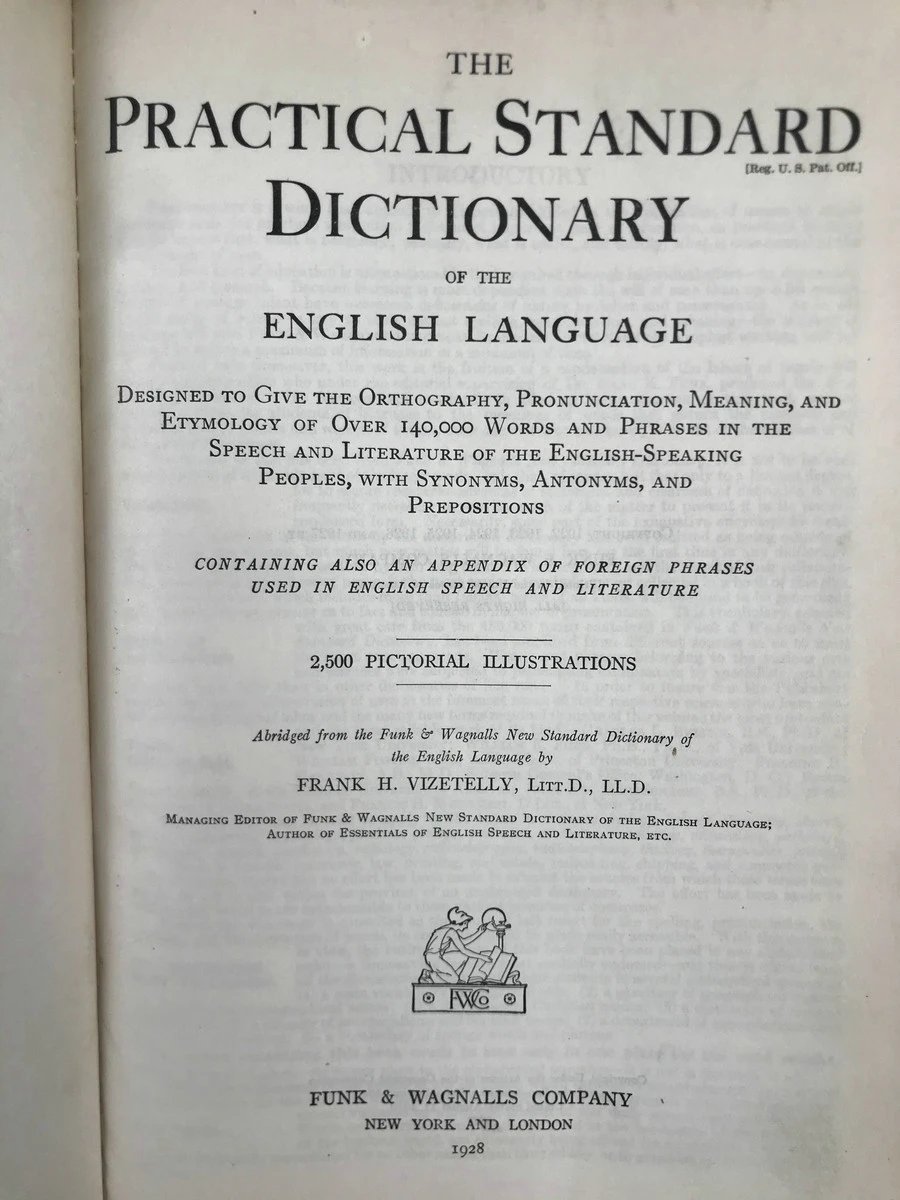 THE
PRACTICAL STANDARD
[Reg. U. S. Pat. Off.]
DICTIONARY
OF THE
ENGLISH LANGUAGE
DESIGNED TO GIVE THE ORTHOGRAPHY, PRONUNCIATION, MEANING, AND
ETYMOLOGY OF OVER 140,000 WORDS AND PHRASES IN THE
SPEECH AND LITERATURE OF THE ENGLISH-SPEAKING
PEOPLES, WITH SYNONYMS, ANTONYMS, AND
PREPOSITIONS
CONTAINING ALSO AN APPENDIX OF FOREIGN PHRASES
USED IN ENGLISH SPEECH AND LITERATURE
2,500 PICTORIAL ILLUSTRATIONS
Abridged from the Funk & Wagnalls New Standard Dictionary of
the English Language by
FRANK H. VIZETELLY, LITT.D., LL.D.
MANAGING EDITOR OF FUNK & WAGNALLS NEW STANDARD DICTIONARY OF THE ENGLISH LANGUAGE;
AUTHOR OF ESSENTIALS OF ENGLISH SPEECH AND LITERATURE, ETC.
F&WCo
FUNK & WAGNALLS COMPANY
NEW YORK AND LONDON
1928